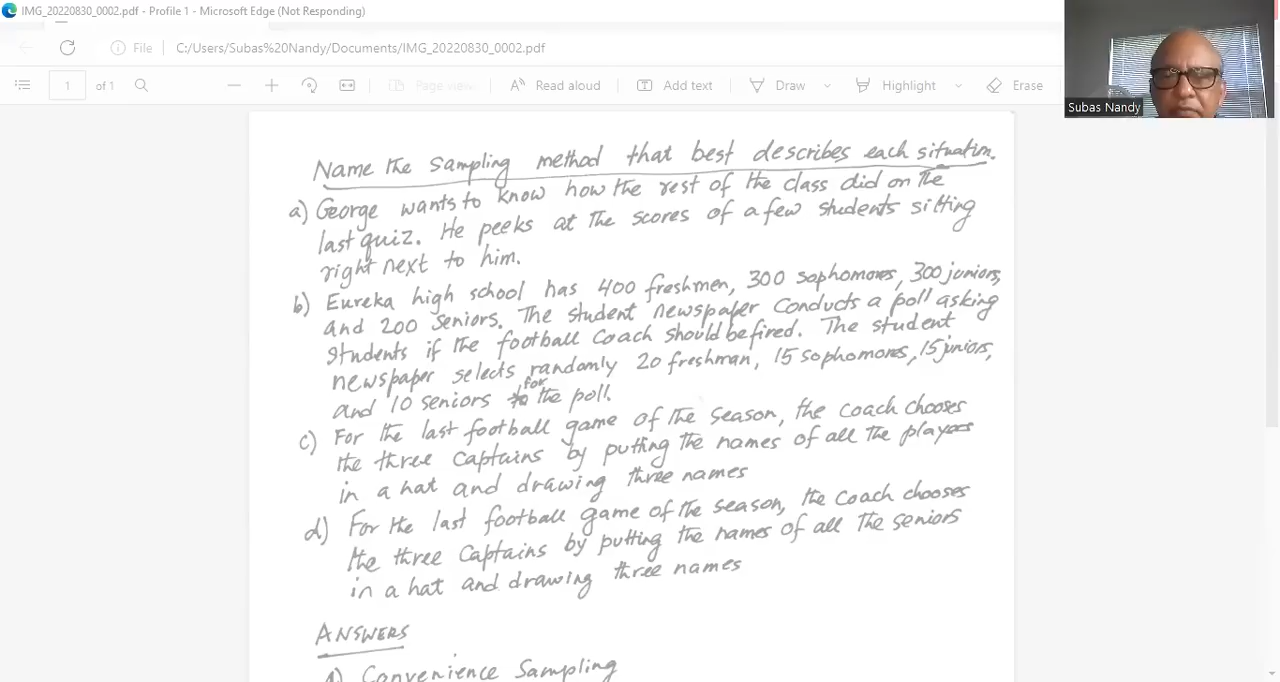 IMG_20220830_0002.pdf - Profile 1 - Microsoft Edge (Not Responding)
File
C:/Users/Subas%20Nandy/Documents/IMG_20220830_0002.pdf
1 of 1
Page view
Read aloud
Add text
Draw
Highlight
Erase
Subas Nandy
Name the sampling method that best describes each situation.
a) George wants to know how the rest of the class did on the
last quiz. He peeks at the scores of a few students sitting
right next to him.
b) Eureka high school has 400 freshmen, 300 sophomores, 300 juniors,
and 200 seniors. The student newspaper conducts a poll asking
students if the football coach should be fired. The student
newspaper selects randomly 20 freshman, 15 sophomores, 15 juniors,
and 10 seniors for the poll.
c) For the last football game of the season, the coach chooses
the three captains by putting the names of all the players
in a hat and drawing three names
d) For the last football game of the season, the coach chooses
the three captains by putting the names of all the seniors
in a hat and drawing three names
ANSWERS
a) Convenience Sampling